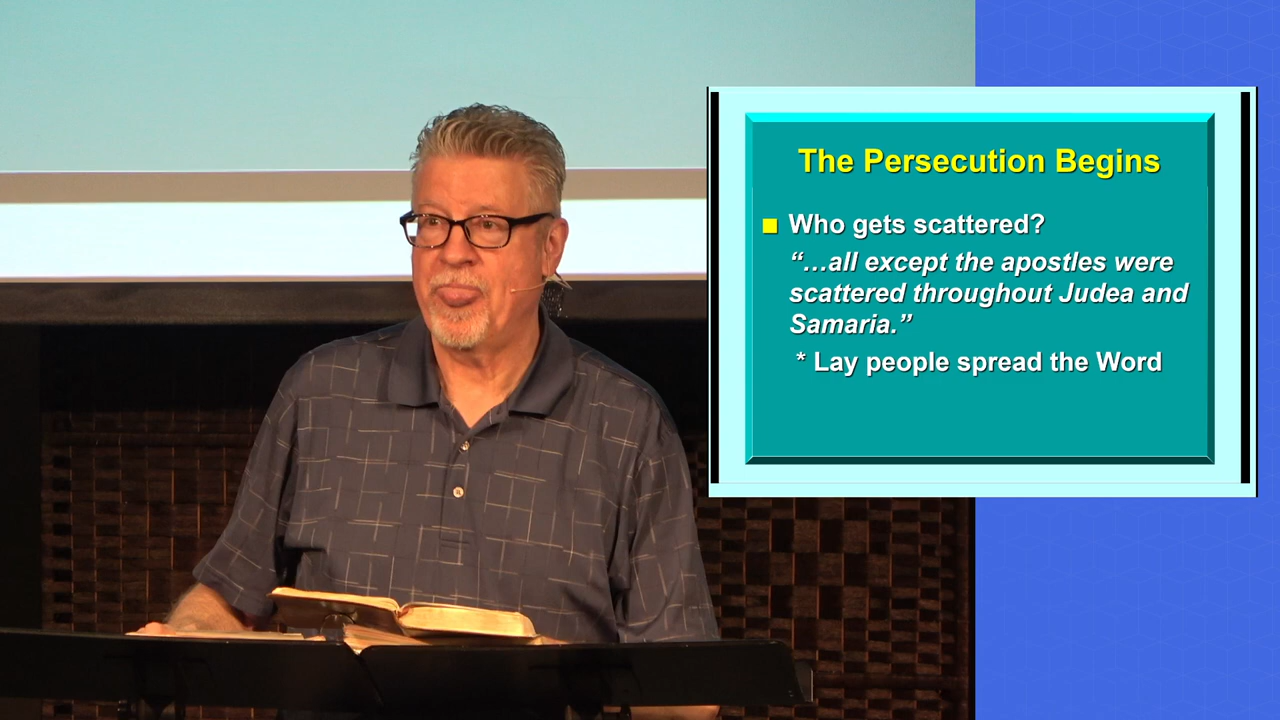 The Persecution Begins
Who gets scattered?
“…all except the apostles were
scattered throughout Judea and
Samaria.”
* Lay people spread the Word